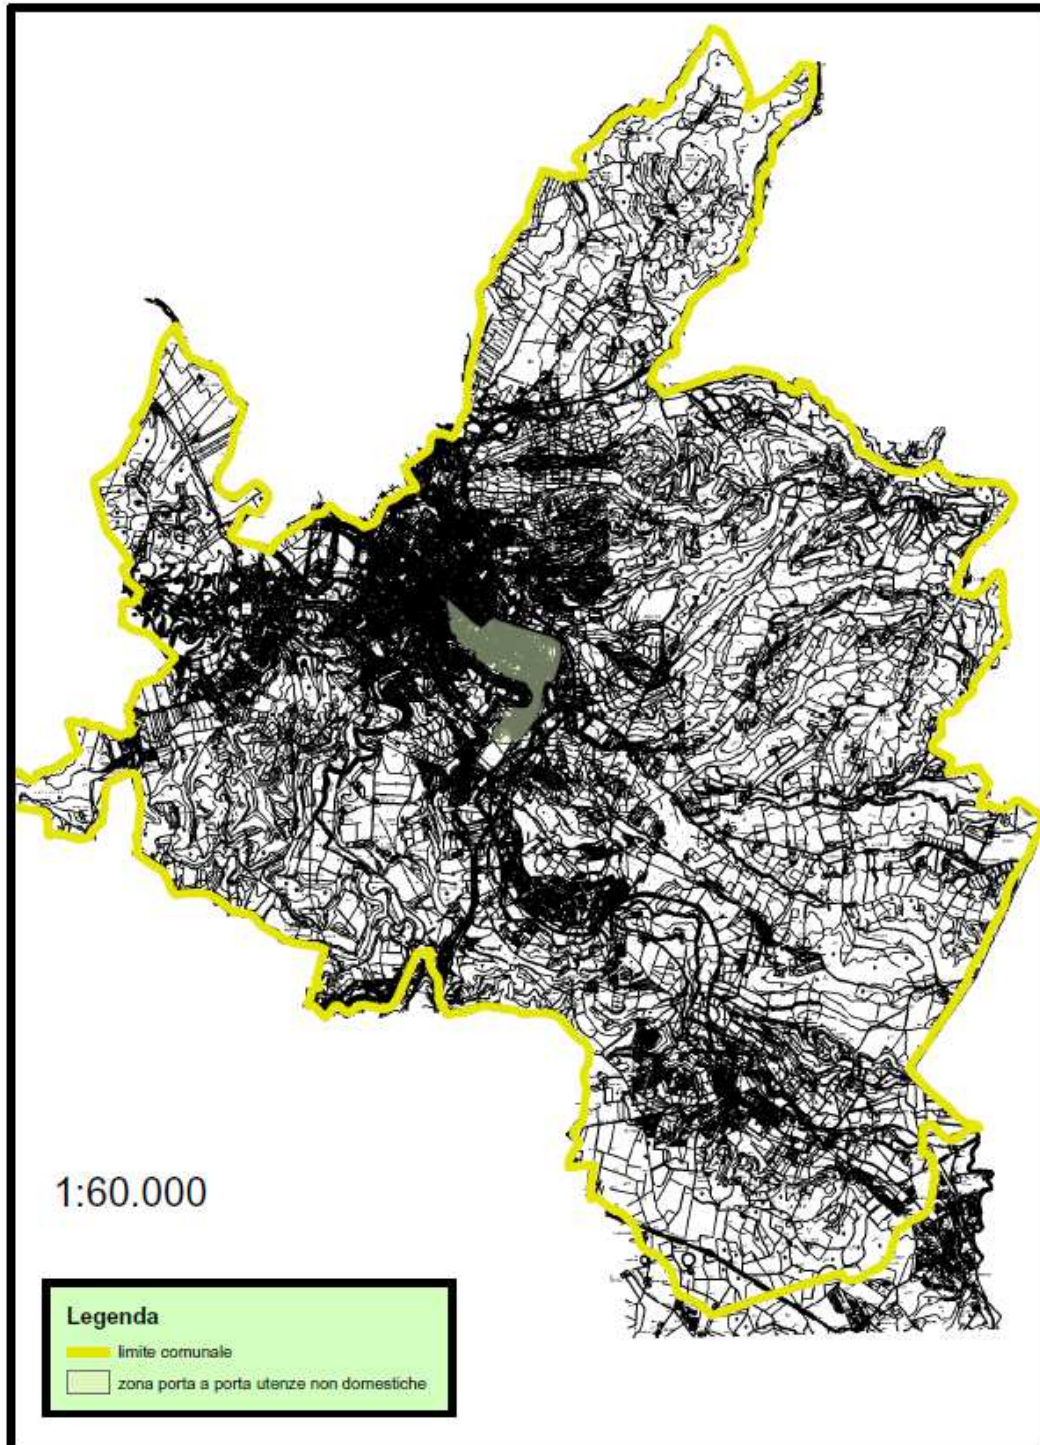 1:60.000
Legenda
limite comunale
zona porta a porta utenze non domestiche